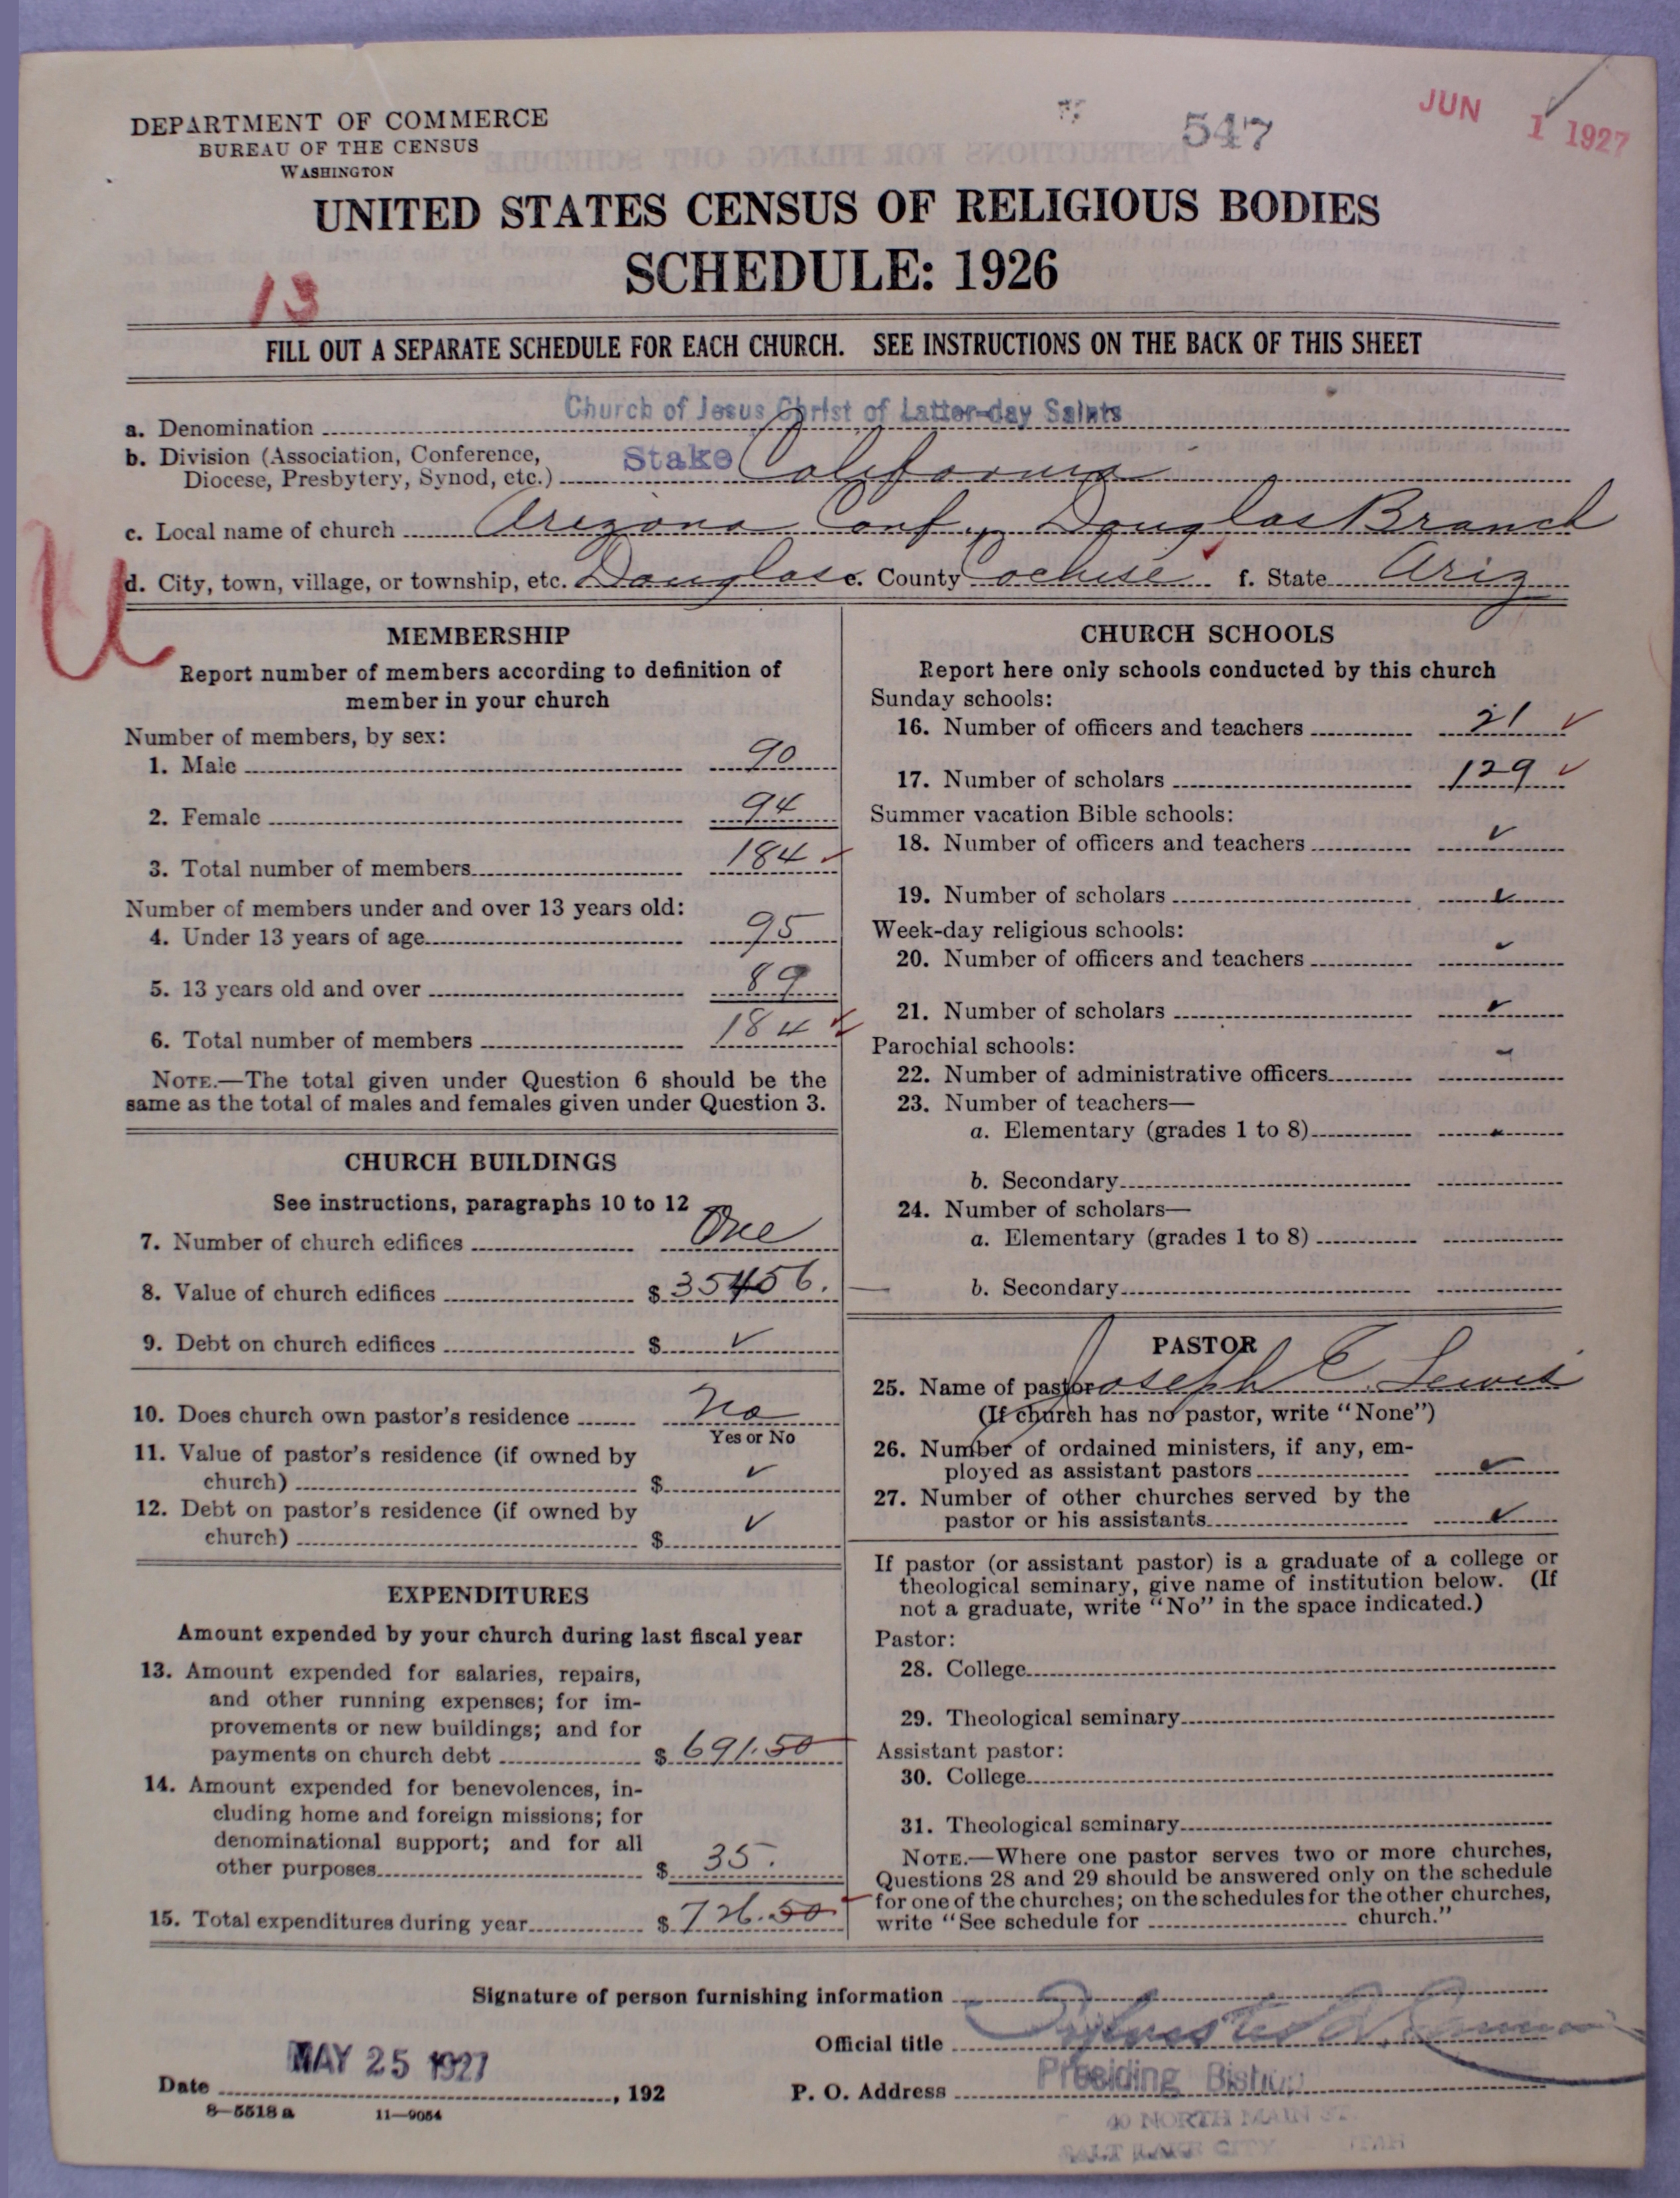 DEPARTMENT OF COMMERCE
BUREAU OF THE CENSUS
WASHINGTON
547
JUN 1 1927
UNITED STATES CENSUS OF RELIGIOUS BODIES
SCHEDULE: 1926
13
FILL OUT A SEPARATE SCHEDULE FOR EACH CHURCH. SEE INSTRUCTIONS ON THE BACK OF THIS SHEET
a. Denomination Church of Jesus Christ of Latter-day Saints
b. Division (Association, Conference,
Diocese, Presbytery, Synod, etc.) Stake California
c. Local name of church Arizona Conf., Douglas Branch
d. City, town, village, or township, etc. Douglas e. County Cochise f. State Ariz
U
MEMBERSHIP
Report number of members according to definition of
member in your church
Number of members, by sex:
1. Male 90
2. Female 94
3. Total number of members 184
Number of members under and over 13 years old:
4. Under 13 years of age 95
5. 13 years old and over 89
6. Total number of members 184
NOTE.—The total given under Question 6 should be the
same as the total of males and females given under Question 3.
CHURCH BUILDINGS
See instructions, paragraphs 10 to 12
7. Number of church edifices One
8. Value of church edifices $ 35456.
9. Debt on church edifices $ ✓
10. Does church own pastor's residence No
Yes or No
11. Value of pastor's residence (if owned by
church) $ ✓
12. Debt on pastor's residence (if owned by
church) $ ✓
EXPENDITURES
Amount expended by your church during last fiscal year
13. Amount expended for salaries, repairs,
and other running expenses; for im-
provements or new buildings; and for
payments on church debt $ 691.50
14. Amount expended for benevolences, in-
cluding home and foreign missions; for
denominational support; and for all
other purposes $ 35.
15. Total expenditures during year $ 726.50
CHURCH SCHOOLS
Report here only schools conducted by this church
Sunday schools:
16. Number of officers and teachers 21
17. Number of scholars 129
Summer vacation Bible schools:
18. Number of officers and teachers ✓
19. Number of scholars ✓
Week-day religious schools:
20. Number of officers and teachers ✓
21. Number of scholars ✓
Parochial schools:
22. Number of administrative officers
23. Number of teachers—
a. Elementary (grades 1 to 8)
b. Secondary
24. Number of scholars—
a. Elementary (grades 1 to 8)
b. Secondary
PASTOR
25. Name of pastor Joseph E. Lewis
(If church has no pastor, write "None")
26. Number of ordained ministers, if any, em-
ployed as assistant pastors ✓
27. Number of other churches served by the
pastor or his assistants ✓
If pastor (or assistant pastor) is a graduate of a college or
theological seminary, give name of institution below. (If
not a graduate, write "No" in the space indicated.)
Pastor:
28. College
29. Theological seminary
Assistant pastor:
30. College
31. Theological seminary
NOTE.—Where one pastor serves two or more churches,
Questions 28 and 29 should be answered only on the schedule
for one of the churches; on the schedules for the other churches,
write "See schedule for church."
Signature of person furnishing information
Official title Sylvester Q. Cannon
Presiding Bishop
Date MAY 25 1927, 192
P. O. Address
8-5518 a 11—9054
40 NORTH MAIN ST.
SALT LAKE CITY UTAH